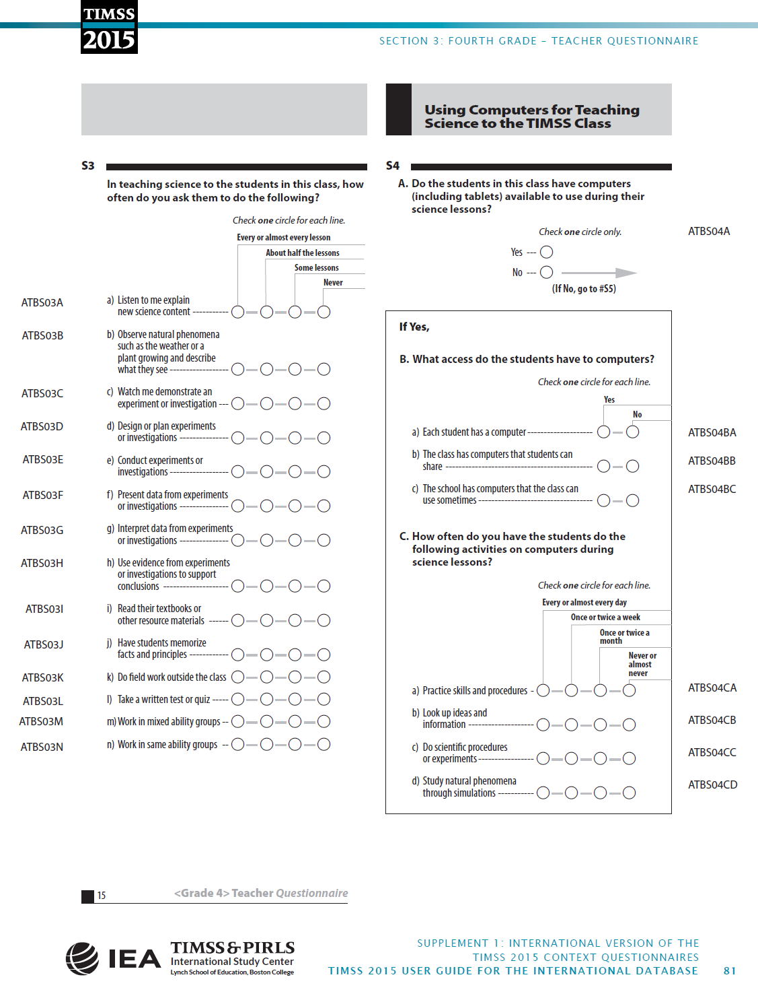 TIMSS
2015
SECTION 3: FOURTH GRADE – TEACHER QUESTIONNAIRE
S3
In teaching science to the students in this class, how
often do you ask them to do the following?
Check one circle for each line.
Every or almost every lesson
About half the lessons
Some lessons
Never
ATBS03A
a) Listen to me explain
new science content -----------
ATBS03B
b) Observe natural phenomena
such as the weather or a
plant growing and describe
what they see ------------------
ATBS03C
c) Watch me demonstrate an
experiment or investigation ---
ATBS03D
d) Design or plan experiments
or investigations ---------------
ATBS03E
e) Conduct experiments or
investigations ------------------
ATBS03F
f) Present data from experiments
or investigations ---------------
ATBS03G
g) Interpret data from experiments
or investigations ---------------
ATBS03H
h) Use evidence from experiments
or investigations to support
conclusions --------------------
ATBS03I
i) Read their textbooks or
other resource materials ------
ATBS03J
j) Have students memorize
facts and principles ------------
ATBS03K
k) Do field work outside the class
ATBS03L
l) Take a written test or quiz -----
ATBS03M
m) Work in mixed ability groups --
ATBS03N
n) Work in same ability groups --
Using Computers for Teaching
Science to the TIMSS Class
S4
A. Do the students in this class have computers
(including tablets) available to use during their
science lessons?
Check one circle only.
ATBS04A
Yes ---
No ---
(If No, go to #S5)
If Yes,
B. What access do the students have to computers?
Check one circle for each line.
Yes
No
a) Each student has a computer --------------------
ATBS04BA
b) The class has computers that students can
share ---------------------------------------------
ATBS04BB
c) The school has computers that the class can
use sometimes -----------------------------------
ATBS04BC
C. How often do you have the students do the
following activities on computers during
science lessons?
Check one circle for each line.
Every or almost every day
Once or twice a week
Once or twice a
month
Never or
almost
never
a) Practice skills and procedures -
ATBS04CA
b) Look up ideas and
information --------------------
ATBS04CB
c) Do scientific procedures
or experiments -----------------
ATBS04CC
d) Study natural phenomena
through simulations -----------
ATBS04CD
15
<Grade 4> Teacher Questionnaire
IEA
TIMSS & PIRLS
International Study Center
Lynch School of Education, Boston College
SUPPLEMENT 1: INTERNATIONAL VERSION OF THE
TIMSS 2015 CONTEXT QUESTIONNAIRES
TIMSS 2015 USER GUIDE FOR THE INTERNATIONAL DATABASE 81